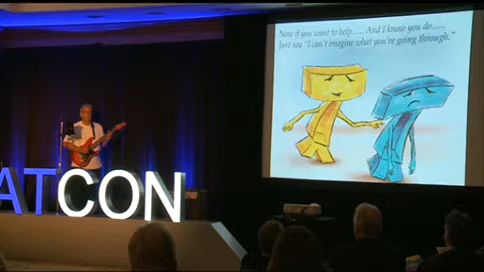 Now if you want to help..... And I know you do.....
Just say "I can't imagine what you're going through."
ATCON